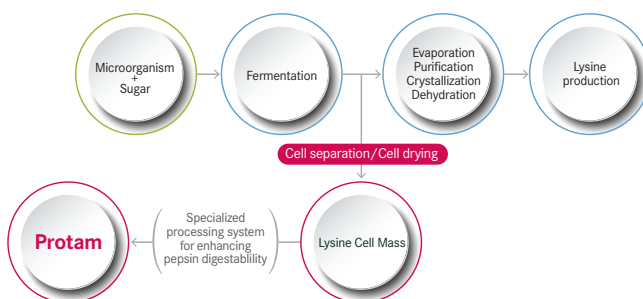 Microorganism
+
Sugar
Fermentation
Evaporation
Purification
Crystallization
Dehydration
Lysine
production
Cell separation/Cell drying
Protam
Specialized
processing system
for enhancing
pepsin digestablility
Lysine Cell Mass